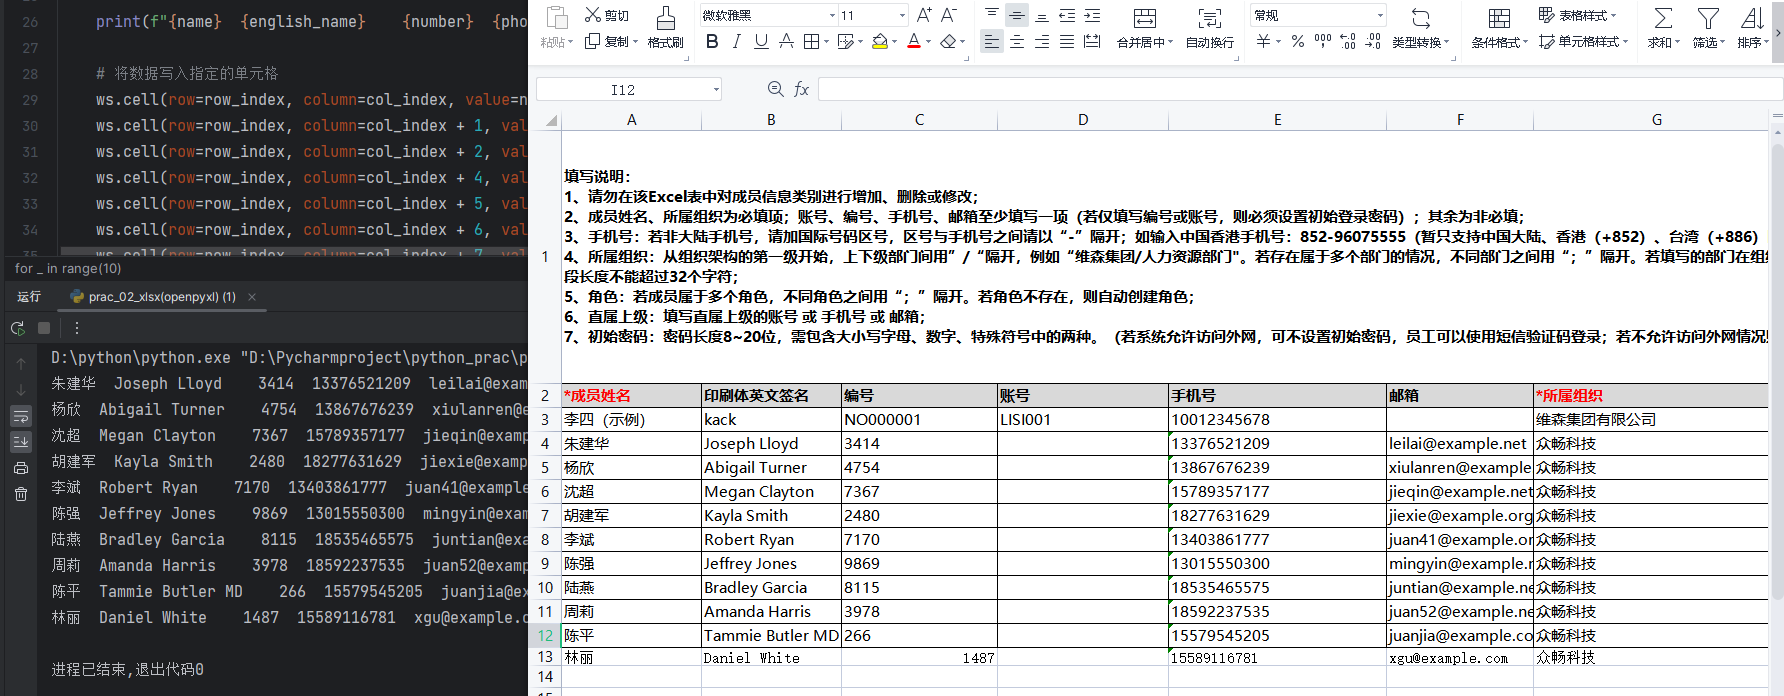 26 print(f"{name}  {english_name}    {number}  {pho
27
28 # 将数据写入指定的单元格
29 ws.cell(row=row_index, column=col_index, value=n
30 ws.cell(row=row_index, column=col_index + 1, val
31 ws.cell(row=row_index, column=col_index + 2, val
32 ws.cell(row=row_index, column=col_index + 4, val
33 ws.cell(row=row_index, column=col_index + 5, val
34 ws.cell(row=row_index, column=col_index + 6, val
for _ in range(10)
运行 prac_02_xlsx(openpyxl) (1) ×
D:\python\python.exe "D:\Pycharmproject\python_prac\p
朱建华  Joseph Lloyd    3414  13376521209  leilai@exam
杨欣  Abigail Turner    4754  13867676239  xiulanren@e
沈超  Megan Clayton    7367  15789357177  jieqin@examp
胡建军  Kayla Smith    2480  18277631629  jiexie@examp
李斌  Robert Ryan    7170  13403861777  juan41@example
陈强  Jeffrey Jones    9869  13015550300  mingyin@exam
陆燕  Bradley Garcia    8115  18535465575  juntian@exam
周莉  Amanda Harris    3978  18592237535  juan52@examp
陈平  Tammie Butler MD    266  15579545205  juanjia@ex
林丽  Daniel White    1487  15589116781  xgu@example.c
进程已结束,退出代码0
粘贴 剪切 复制 格式刷
微软雅黑 11 A+ A-
B I U A
合并居中 自动换行
常规
¥ % 类型转换
条件格式 表格样式 单元格样式
求和 筛选 排序
I12 fx
A B C D E F G
1
填写说明：
1、请勿在该Excel表中对成员信息类别进行增加、删除或修改；
2、成员姓名、所属组织为必填项；账号、编号、手机号、邮箱至少填写一项（若仅填写编号或账号，则必须设置初始登录密码）；其余为非必填；
3、手机号：若非大陆手机号，请加国际号码区号，区号与手机号之间请以“-”隔开；如输入中国香港手机号：852-96075555（暂只支持中国大陆、香港（+852）、台湾（+886）
4、所属组织：从组织架构的第一级开始，上下级部门间用”/“隔开，例如“维森集团/人力资源部门"。若存在属于多个部门的情况，不同部门之间用“；”隔开。若填写的部门在组织
段长度不能超过32个字符；
5、角色：若成员属于多个角色，不同角色之间用“；”隔开。若角色不存在，则自动创建角色；
6、直属上级：填写直属上级的账号 或 手机号 或 邮箱；
7、初始密码：密码长度8~20位，需包含大小写字母、数字、特殊符号中的两种。（若系统允许访问外网，可不设置初始密码，员工可以使用短信验证码登录；若不允许访问外网情况
2 *成员姓名 印刷体英文签名 编号 账号 手机号 邮箱 *所属组织
3 李四（示例） kack NO000001 LISI001 10012345678 维森集团有限公司
4 朱建华 Joseph Lloyd 3414 13376521209 leilai@example.net 众畅科技
5 杨欣 Abigail Turner 4754 13867676239 xiulanren@example 众畅科技
6 沈超 Megan Clayton 7367 15789357177 jieqin@example.net 众畅科技
7 胡建军 Kayla Smith 2480 18277631629 jiexie@example.org 众畅科技
8 李斌 Robert Ryan 7170 13403861777 juan41@example.or 众畅科技
9 陈强 Jeffrey Jones 9869 13015550300 mingyin@example.r 众畅科技
10 陆燕 Bradley Garcia 8115 18535465575 juntian@example.ne 众畅科技
11 周莉 Amanda Harris 3978 18592237535 juan52@example.ne 众畅科技
12 陈平 Tammie Butler MD 266 15579545205 juanjia@example.co 众畅科技
13 林丽 Daniel White 1487 15589116781 xgu@example.com 众畅科技
14